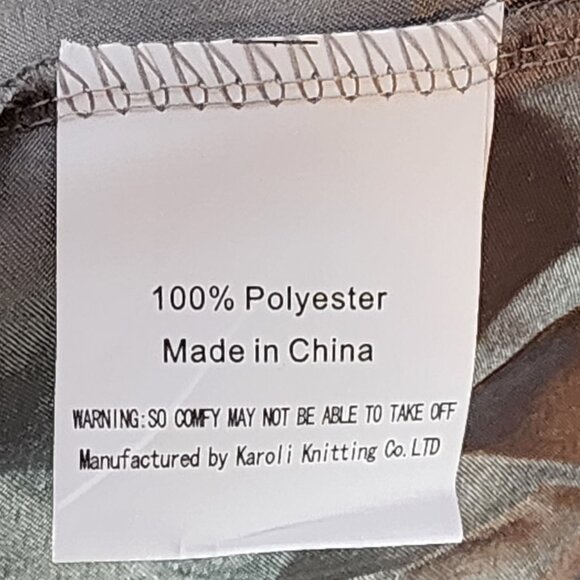 100% Polyester
Made in China
WARNING:SO COMFY MAY NOT BE ABLE TO TAKE OFF
Manufactured by Karoli Knitting Co.LTD